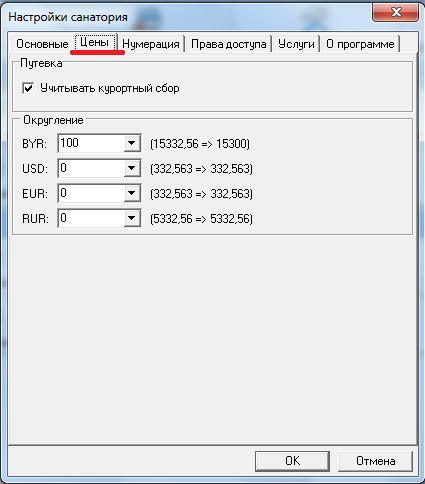 Настройки санатория
Основные Цены Нумерация Права доступа Услуги О программе
Путевка
Учитывать курортный сбор
Округление
BYR: 100 (15332,56 => 15300)
USD: 0 (332,563 => 332,563)
EUR: 0 (332,563 => 332,563)
RUR: 0 (5332,56 => 5332,56)
OK Отмена